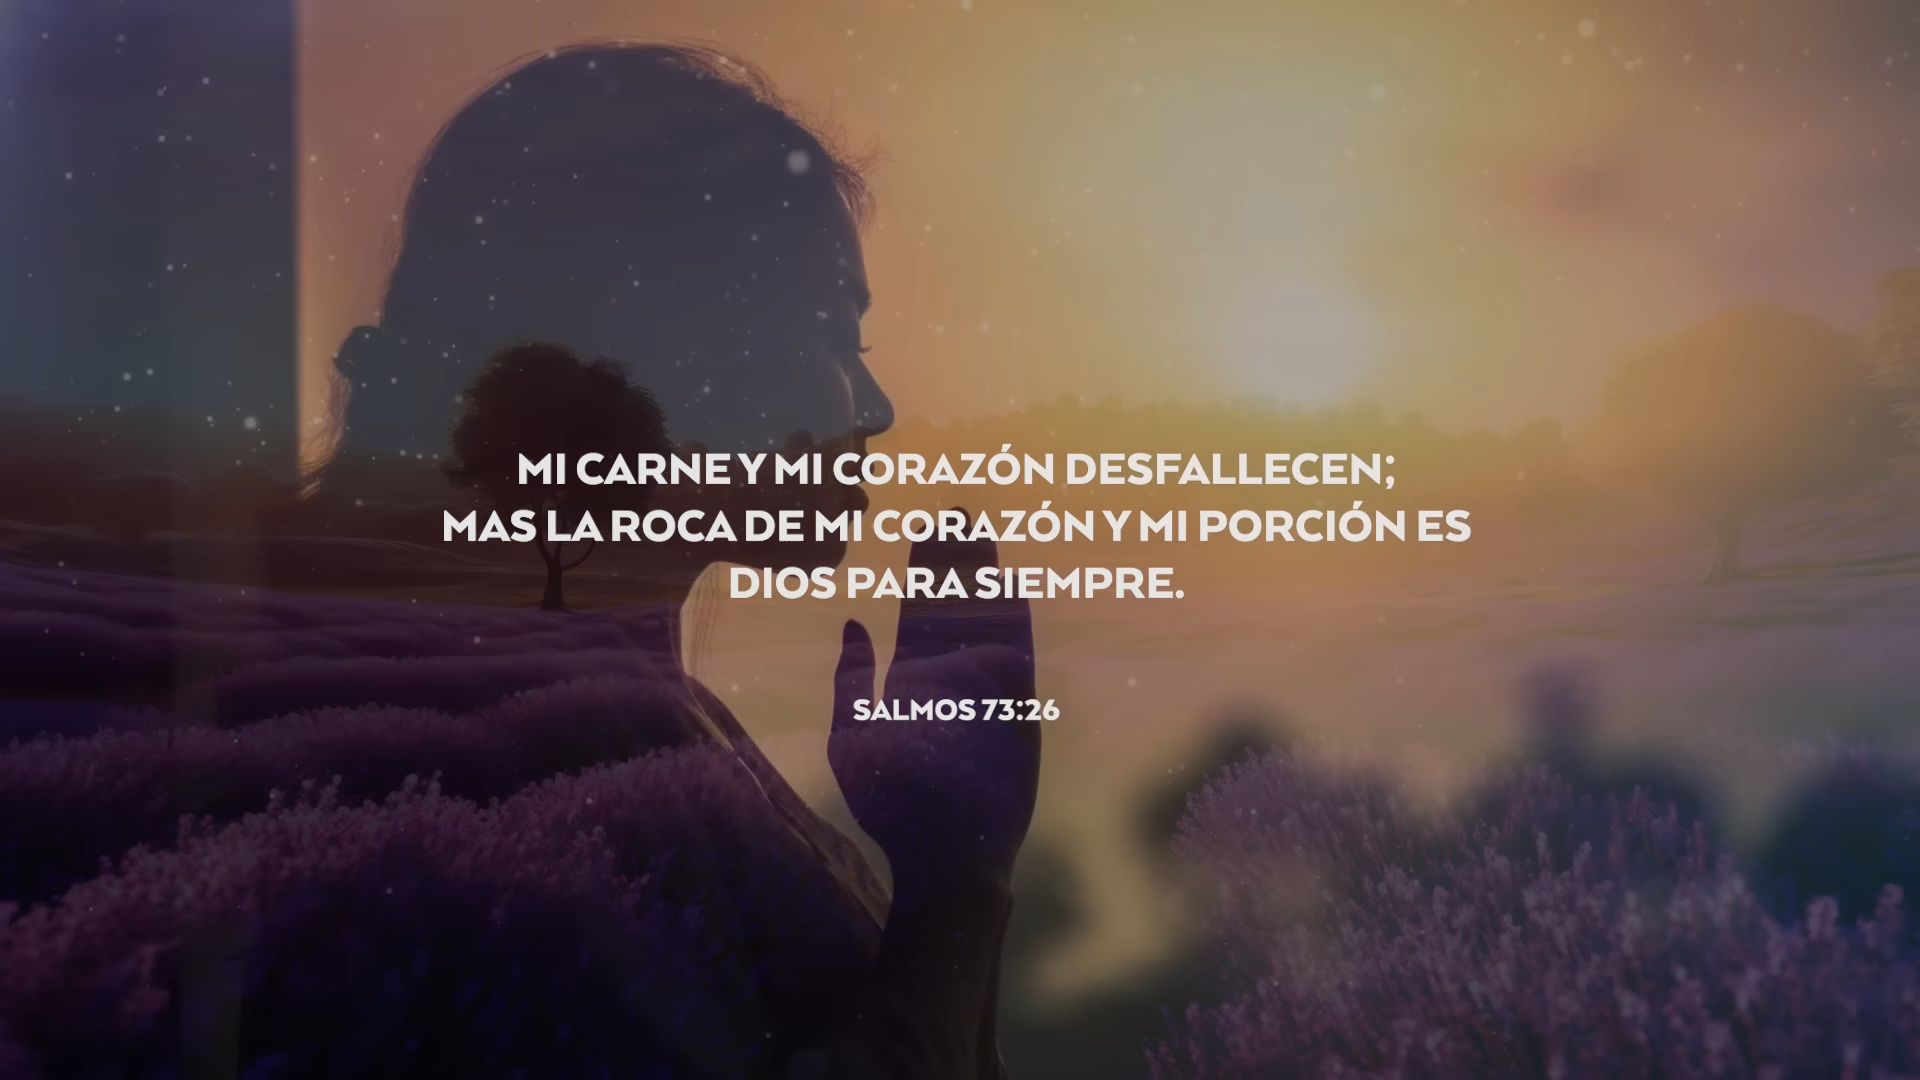 MI CARNE Y MI CORAZÓN DESFALLECEN;
MAS LA ROCA DE MI CORAZÓN Y MI PORCIÓN ES
DIOS PARA SIEMPRE.
SALMOS 73:26